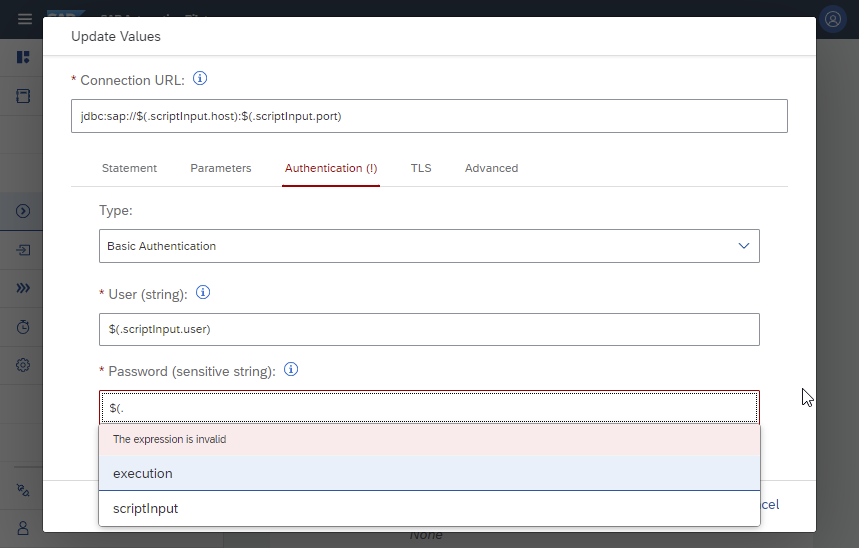 Update Values
* Connection URL:
jdbc:sap://$(.scriptInput.host):$(.scriptInput.port)
Statement Parameters Authentication (!) TLS Advanced
Type:
Basic Authentication
* User (string):
$(.scriptInput.user)
* Password (sensitive string):
$(.
The expression is invalid
execution
scriptInput
cel
None